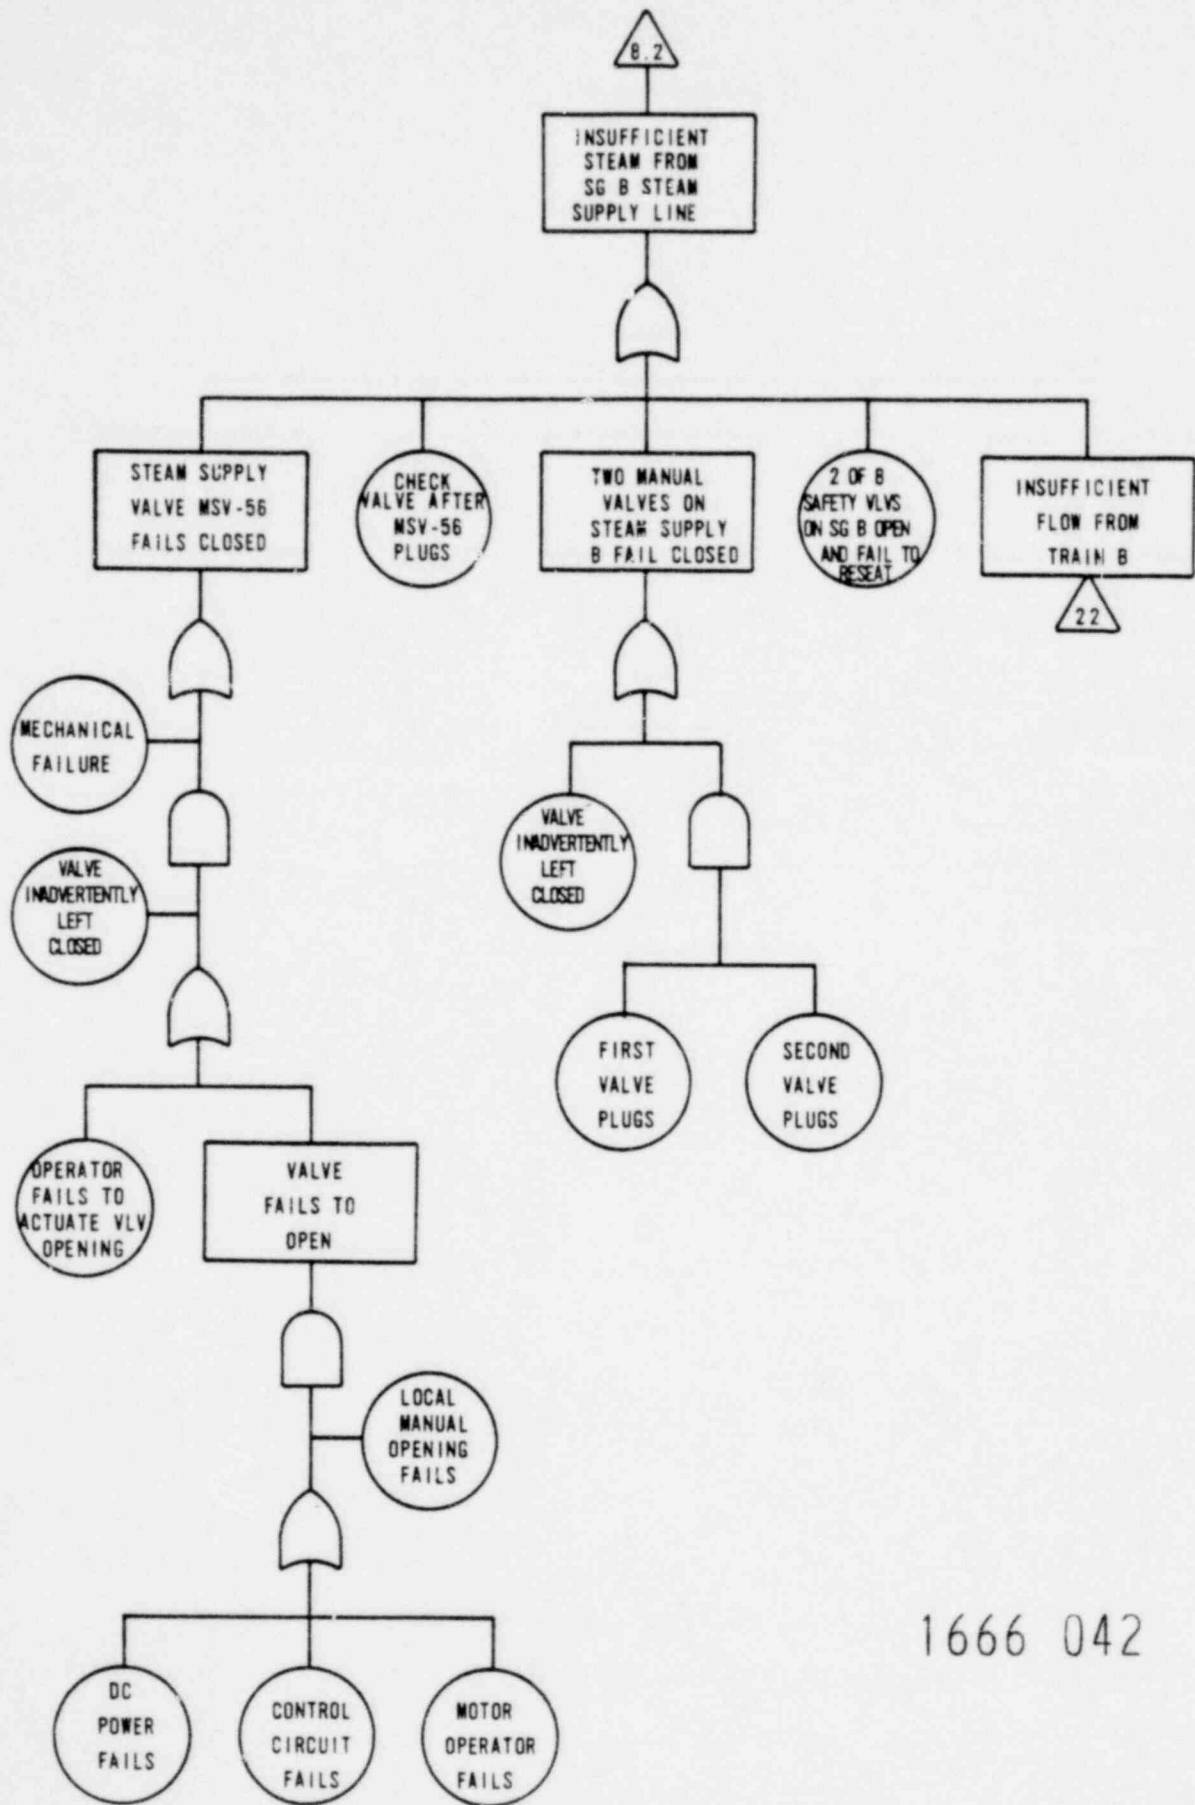 8.2
INSUFFICIENT
STEAM FROM
SG B STEAM
SUPPLY LINE
STEAM SUPPLY
VALVE MSV-56
FAILS CLOSED
CHECK
VALVE AFTER
MSV-56
PLUGS
TWO MANUAL
VALVES ON
STEAM SUPPLY
B FAIL CLOSED
2 OF 8
SAFETY VLVS
ON SG B OPEN
AND FAIL TO
RESEAT
INSUFFICIENT
FLOW FROM
TRAIN B
22
MECHANICAL
FAILURE
VALVE
INADVERTENTLY
LEFT
CLOSED
VALVE
INADVERTENTLY
LEFT
CLOSED
FIRST
VALVE
PLUGS
SECOND
VALVE
PLUGS
OPERATOR
FAILS TO
ACTUATE VLV
OPENING
VALVE
FAILS TO
OPEN
LOCAL
MANUAL
OPENING
FAILS
DC
POWER
FAILS
CONTROL
CIRCUIT
FAILS
MOTOR
OPERATOR
FAILS
1666 042